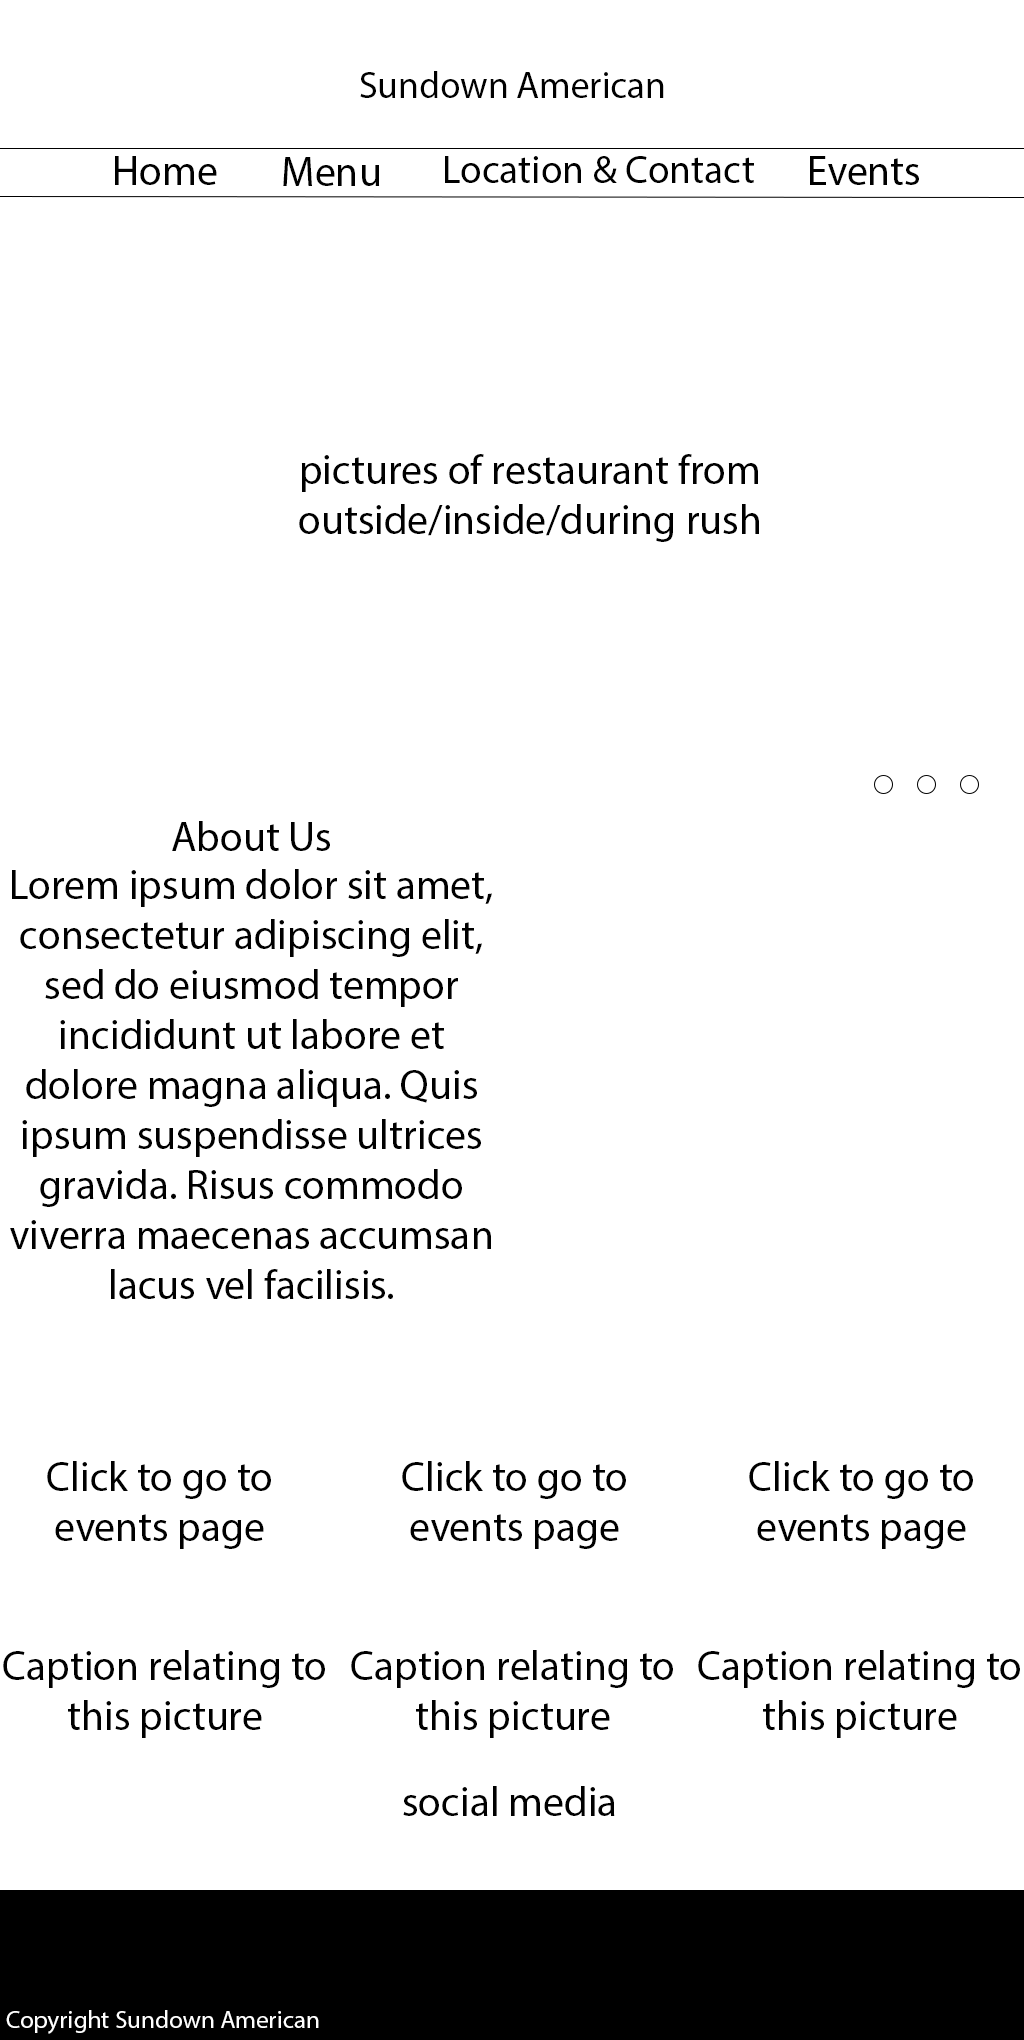 Sundown American
Home Menu Location & Contact Events
pictures of restaurant from
outside/inside/during rush
About Us
Lorem ipsum dolor sit amet,
consectetur adipiscing elit,
sed do eiusmod tempor
incididunt ut labore et
dolore magna aliqua. Quis
ipsum suspendisse ultrices
gravida. Risus commodo
viverra maecenas accumsan
lacus vel facilisis.
Click to go to
events page
Click to go to
events page
Click to go to
events page
Caption relating to
this picture
Caption relating to
this picture
Caption relating to
this picture
social media
Copyright Sundown American